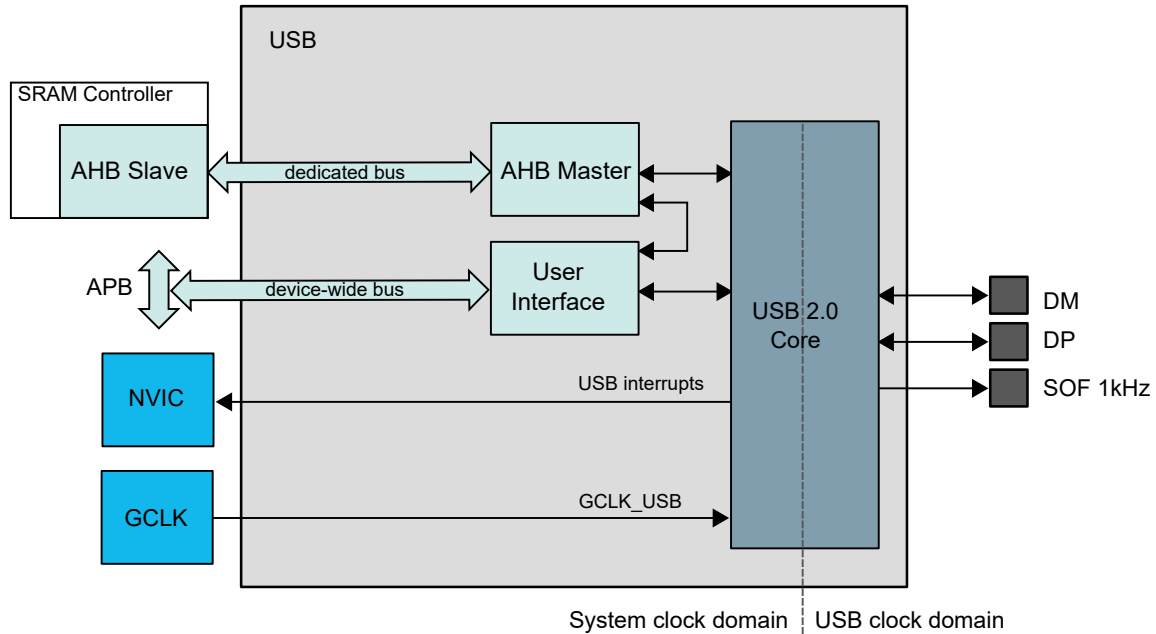 USB
SRAM Controller
AHB Slave
dedicated bus
AHB Master
APB
device-wide bus
User
Interface
USB 2.0
Core
DM
DP
SOF 1kHz
NVIC
USB interrupts
GCLK
GCLK_USB
System clock domain
USB clock domain